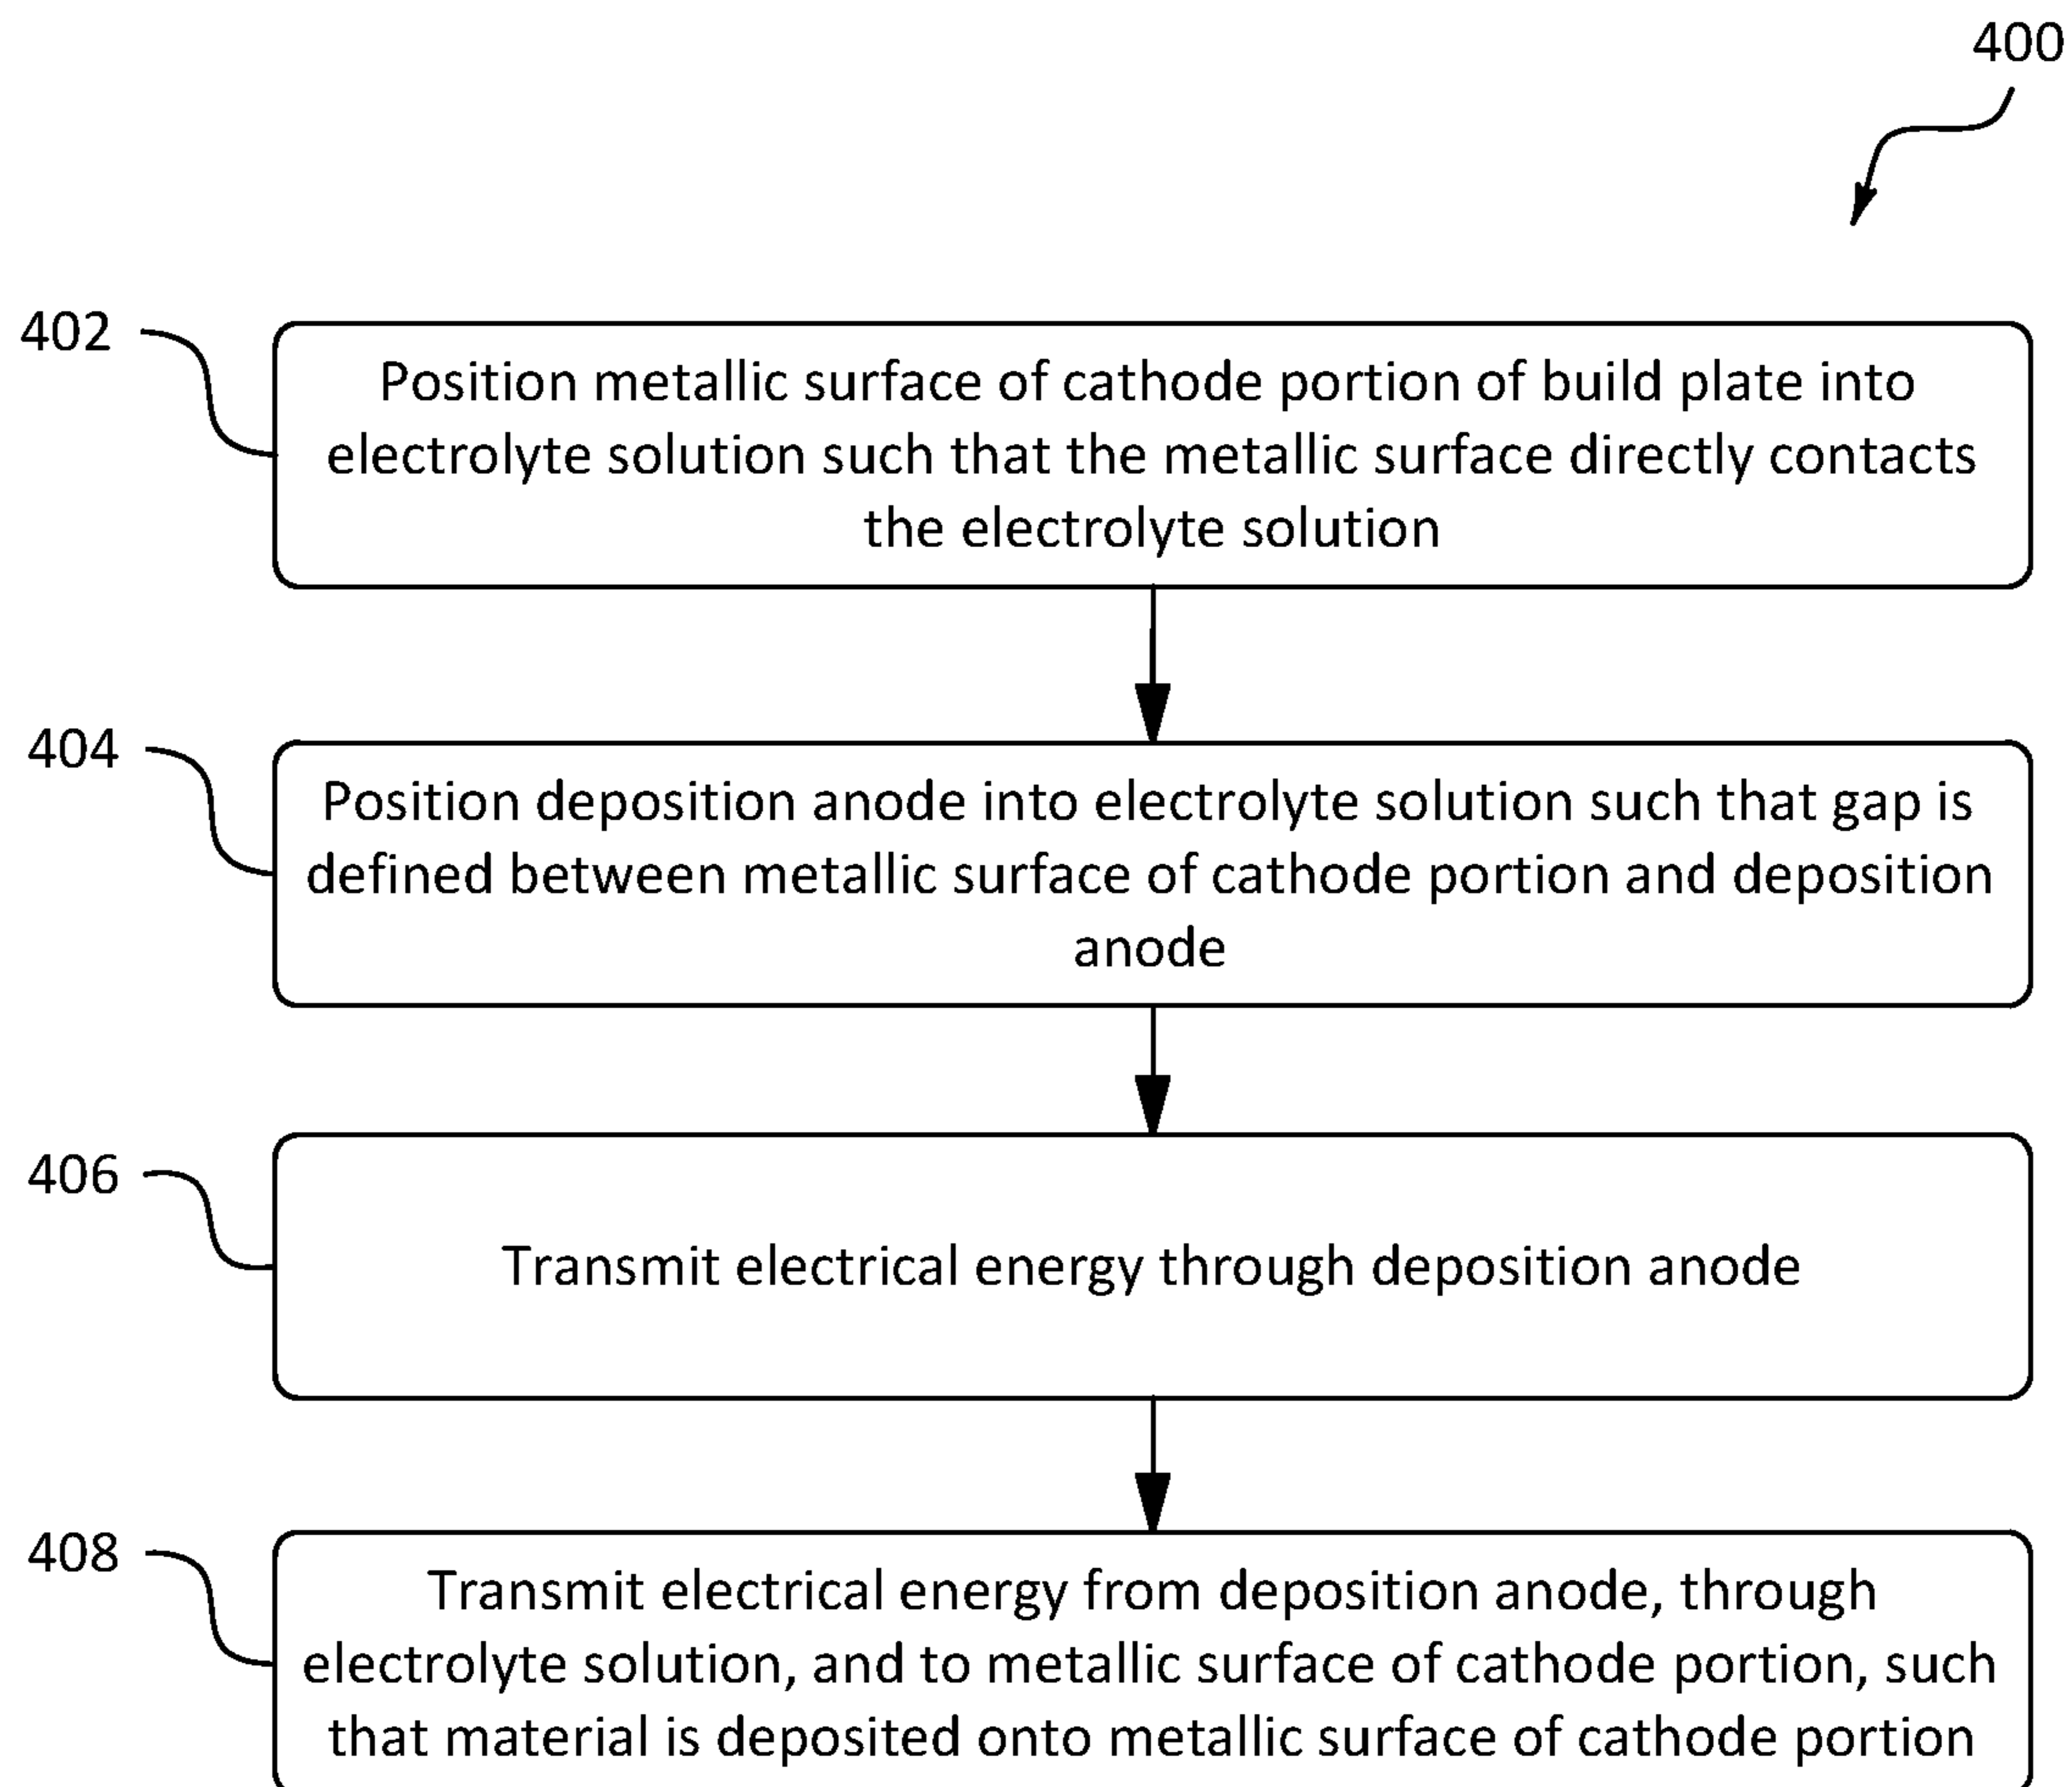 400
402
Position metallic surface of cathode portion of build plate into
electrolyte solution such that the metallic surface directly contacts
the electrolyte solution
404
Position deposition anode into electrolyte solution such that gap is
defined between metallic surface of cathode portion and deposition
anode
406
Transmit electrical energy through deposition anode
408
Transmit electrical energy from deposition anode, through
electrolyte solution, and to metallic surface of cathode portion, such
that material is deposited onto metallic surface of cathode portion